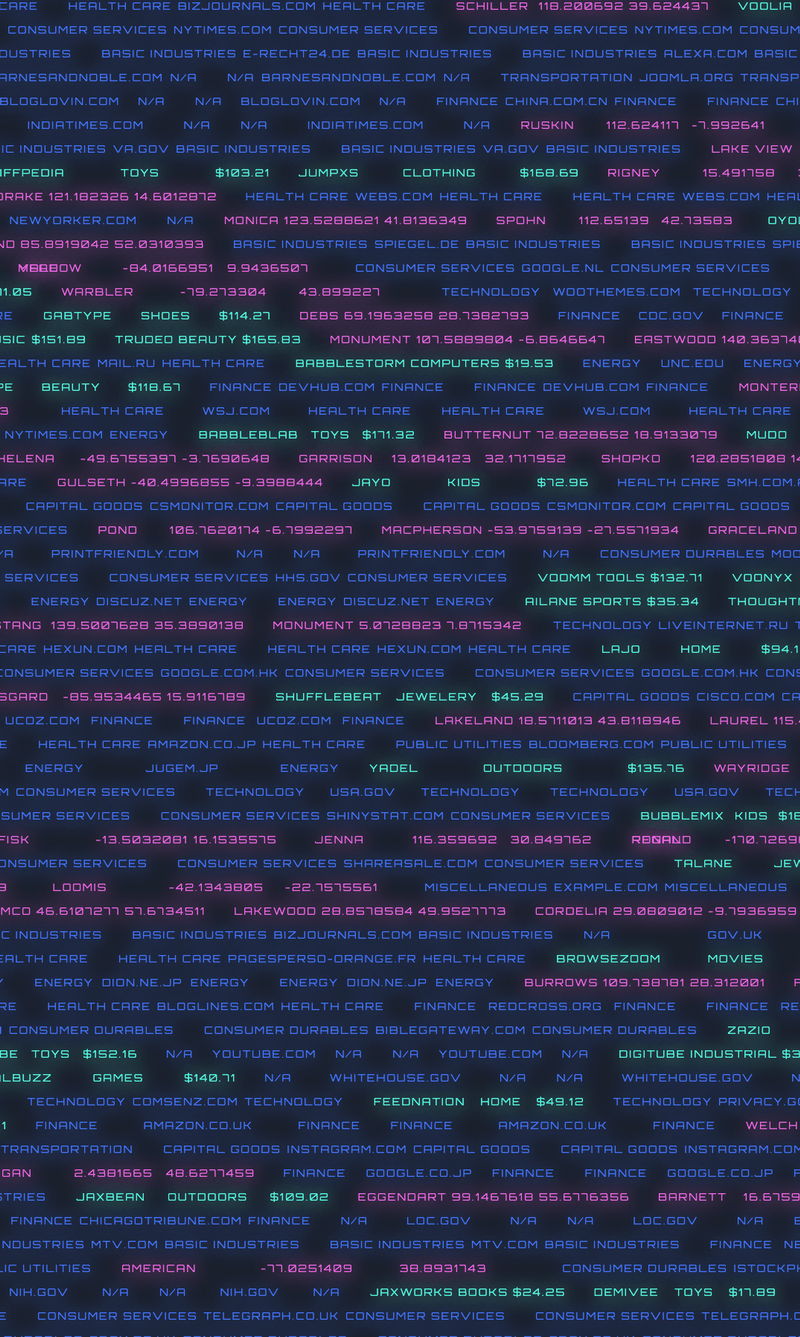 CARE HEALTH CARE BIZJOURNALS.COM HEALTH CARE SCHILLER 118.200692 39.624437 VOOLIA
CONSUMER SERVICES NYTIMES.COM CONSUMER SERVICES CONSUMER SERVICES NYTIMES.COM CONSUM
DUSTRIES BASIC INDUSTRIES E-RECHT24.DE BASIC INDUSTRIES BASIC INDUSTRIES ALEXA.COM BASIC
ARNESANDNOBLE.COM N/A N/A BARNESANDNOBLE.COM N/A TRANSPORTATION JOOMLA.ORG TRANSP
BLOGLOVIN.COM N/A N/A BLOGLOVIN.COM N/A FINANCE CHINA.COM.CN FINANCE FINANCE CHI
INDIATIMES.COM N/A N/A INDIATIMES.COM N/A RUSKIN 112.624117 -7.992641
IC INDUSTRIES VA.GOV BASIC INDUSTRIES BASIC INDUSTRIES VA.GOV BASIC INDUSTRIES LAKE VIEW
UFFPEDIA TOYS $103.21 JUMPXS CLOTHING $168.69 RIGNEY 15.491758
DRAKE 121.182326 14.6012872 HEALTH CARE WEBS.COM HEALTH CARE HEALTH CARE WEBS.COM HEAL
NEWYORKER.COM N/A MONICA 123.5288621 41.8136349 SPOHN 112.65139 42.73583 OYO
ND 85.8919042 52.0310393 BASIC INDUSTRIES SPIEGEL.DE BASIC INDUSTRIES BASIC INDUSTRIES SPIE
-84.0166951 9.9436507 CONSUMER SERVICES GOOGLE.NL CONSUMER SERVICES
11.05 WARBLER -79.273304 43.899227 TECHNOLOGY WOOTHEMES.COM TECHNOLOGY
RE GABTYPE SHOES $114.27 DEBS 69.1963258 28.7382793 FINANCE CDC.GOV FINANCE
USIC $151.89 TRUDEO BEAUTY $165.83 MONUMENT 107.5889804 -6.8646647 EASTWOOD 140.363748
EALTH CARE MAIL.RU HEALTH CARE BABBLESTORM COMPUTERS $19.53 ENERGY UNC.EDU ENERGY
PE BEAUTY $118.67 FINANCE DEVHUB.COM FINANCE FINANCE DEVHUB.COM FINANCE MONTER
3 HEALTH CARE WSJ.COM HEALTH CARE HEALTH CARE WSJ.COM HEALTH CARE
NYTIMES.COM ENERGY BABBLEBLAB TOYS $171.32 BUTTERNUT 72.8228652 18.9133079 MUDO
HELENA -49.6755397 -3.7690648 GARRISON 13.0184123 32.1717952 SHOPKO 120.2851808 14
ARE GULSETH -40.4996855 -9.3988444 JAYO KIDS $72.96 HEALTH CARE SMH.COM.
CAPITAL GOODS CSMONITOR.COM CAPITAL GOODS CAPITAL GOODS CSMONITOR.COM CAPITAL GOODS
SERVICES POND 106.7620174 -6.7992297 MACPHERSON -53.9759139 -27.5571934 GRACELAND
/A PRINTFRIENDLY.COM N/A N/A PRINTFRIENDLY.COM N/A CONSUMER DURABLES MOO
SERVICES CONSUMER SERVICES HHS.GOV CONSUMER SERVICES VOOMM TOOLS $132.71 VOONYX
ENERGY DISCUZ.NET ENERGY ENERGY DISCUZ.NET ENERGY AILANE SPORTS $35.34 THOUGHT
STANG 139.5007628 35.3890138 MONUMENT 5.0728823 7.8715342 TECHNOLOGY LIVEINTERNET.RU T
CARE HEXUN.COM HEALTH CARE HEALTH CARE HEXUN.COM HEALTH CARE LAJO HOME $94.1
CONSUMER SERVICES GOOGLE.COM.HK CONSUMER SERVICES CONSUMER SERVICES GOOGLE.COM.HK CONS
SGARD -85.9534465 15.9116789 SHUFFLEBEAT JEWELERY $45.29 CAPITAL GOODS CISCO.COM CA
UCOZ.COM FINANCE FINANCE UCOZ.COM FINANCE LAKELAND 18.5711013 43.8118946 LAUREL 115.
E HEALTH CARE AMAZON.CO.JP HEALTH CARE PUBLIC UTILITIES BLOOMBERG.COM PUBLIC UTILITIES
ENERGY JUGEM.JP ENERGY YADEL OUTDOORS $135.76 WAYRIDGE
M CONSUMER SERVICES TECHNOLOGY USA.GOV TECHNOLOGY TECHNOLOGY USA.GOV TECH
SUMER SERVICES CONSUMER SERVICES SHINYSTAT.COM CONSUMER SERVICES BUBBLEMIX KIDS $16
FISK -13.5032081 16.1535575 JENNA 116.359692 30.849762 -170.7269
ONSUMER SERVICES CONSUMER SERVICES SHAREASALE.COM CONSUMER SERVICES TALANE JEW
LOOMIS -42.1343805 -22.7575561 MISCELLANEOUS EXAMPLE.COM MISCELLANEOUS
MCO 46.6107277 57.6734511 LAKEWOOD 28.8578584 49.9527773 CORDELIA 29.0809012 -9.7936959
C INDUSTRIES BASIC INDUSTRIES BIZJOURNALS.COM BASIC INDUSTRIES N/A GOV.UK
EALTH CARE HEALTH CARE PAGESPERSO-ORANGE.FR HEALTH CARE BROWSEZOOM MOVIES
Y ENERGY DION.NE.JP ENERGY ENERGY DION.NE.JP ENERGY BURROWS 109.738781 28.312001
RE HEALTH CARE BLOGLINES.COM HEALTH CARE FINANCE REDCROSS.ORG FINANCE FINANCE RE
CONSUMER DURABLES CONSUMER DURABLES BIBLEGATEWAY.COM CONSUMER DURABLES ZAZIO
BE TOYS $152.16 N/A YOUTUBE.COM N/A N/A YOUTUBE.COM N/A DIGITUBE INDUSTRIAL $3
ALBUZZ GAMES $140.71 N/A WHITEHOUSE.GOV N/A N/A WHITEHOUSE.GOV N
TECHNOLOGY COMSENZ.COM TECHNOLOGY FEEDNATION HOME $49.12 TECHNOLOGY PRIVACY.GO
1 FINANCE AMAZON.CO.UK FINANCE FINANCE AMAZON.CO.UK FINANCE WELCH
TRANSPORTATION CAPITAL GOODS INSTAGRAM.COM CAPITAL GOODS CAPITAL GOODS INSTAGRAM.COM
GAN 2.4381665 48.6277459 FINANCE GOOGLE.CO.JP FINANCE FINANCE GOOGLE.CO.JP F
STRIES JAXBEAN OUTDOORS $109.02 EGGENDART 99.1467618 55.6776356 BARNETT 16.6759
FINANCE CHICAGOTRIBUNE.COM FINANCE N/A LOC.GOV N/A N/A LOC.GOV N/A E
INDUSTRIES MTV.COM BASIC INDUSTRIES BASIC INDUSTRIES MTV.COM BASIC INDUSTRIES FINANCE NE
LIC UTILITIES AMERICAN -77.0251409 38.8931743 CONSUMER DURABLES ISTOCKP
NIH.GOV N/A N/A NIH.GOV N/A JAXWORKS BOOKS $24.25 DEMIVEE TOYS $17.89
E CONSUMER SERVICES TELEGRAPH.CO.UK CONSUMER SERVICES CONSUMER SERVICES TELEGRAPH.C